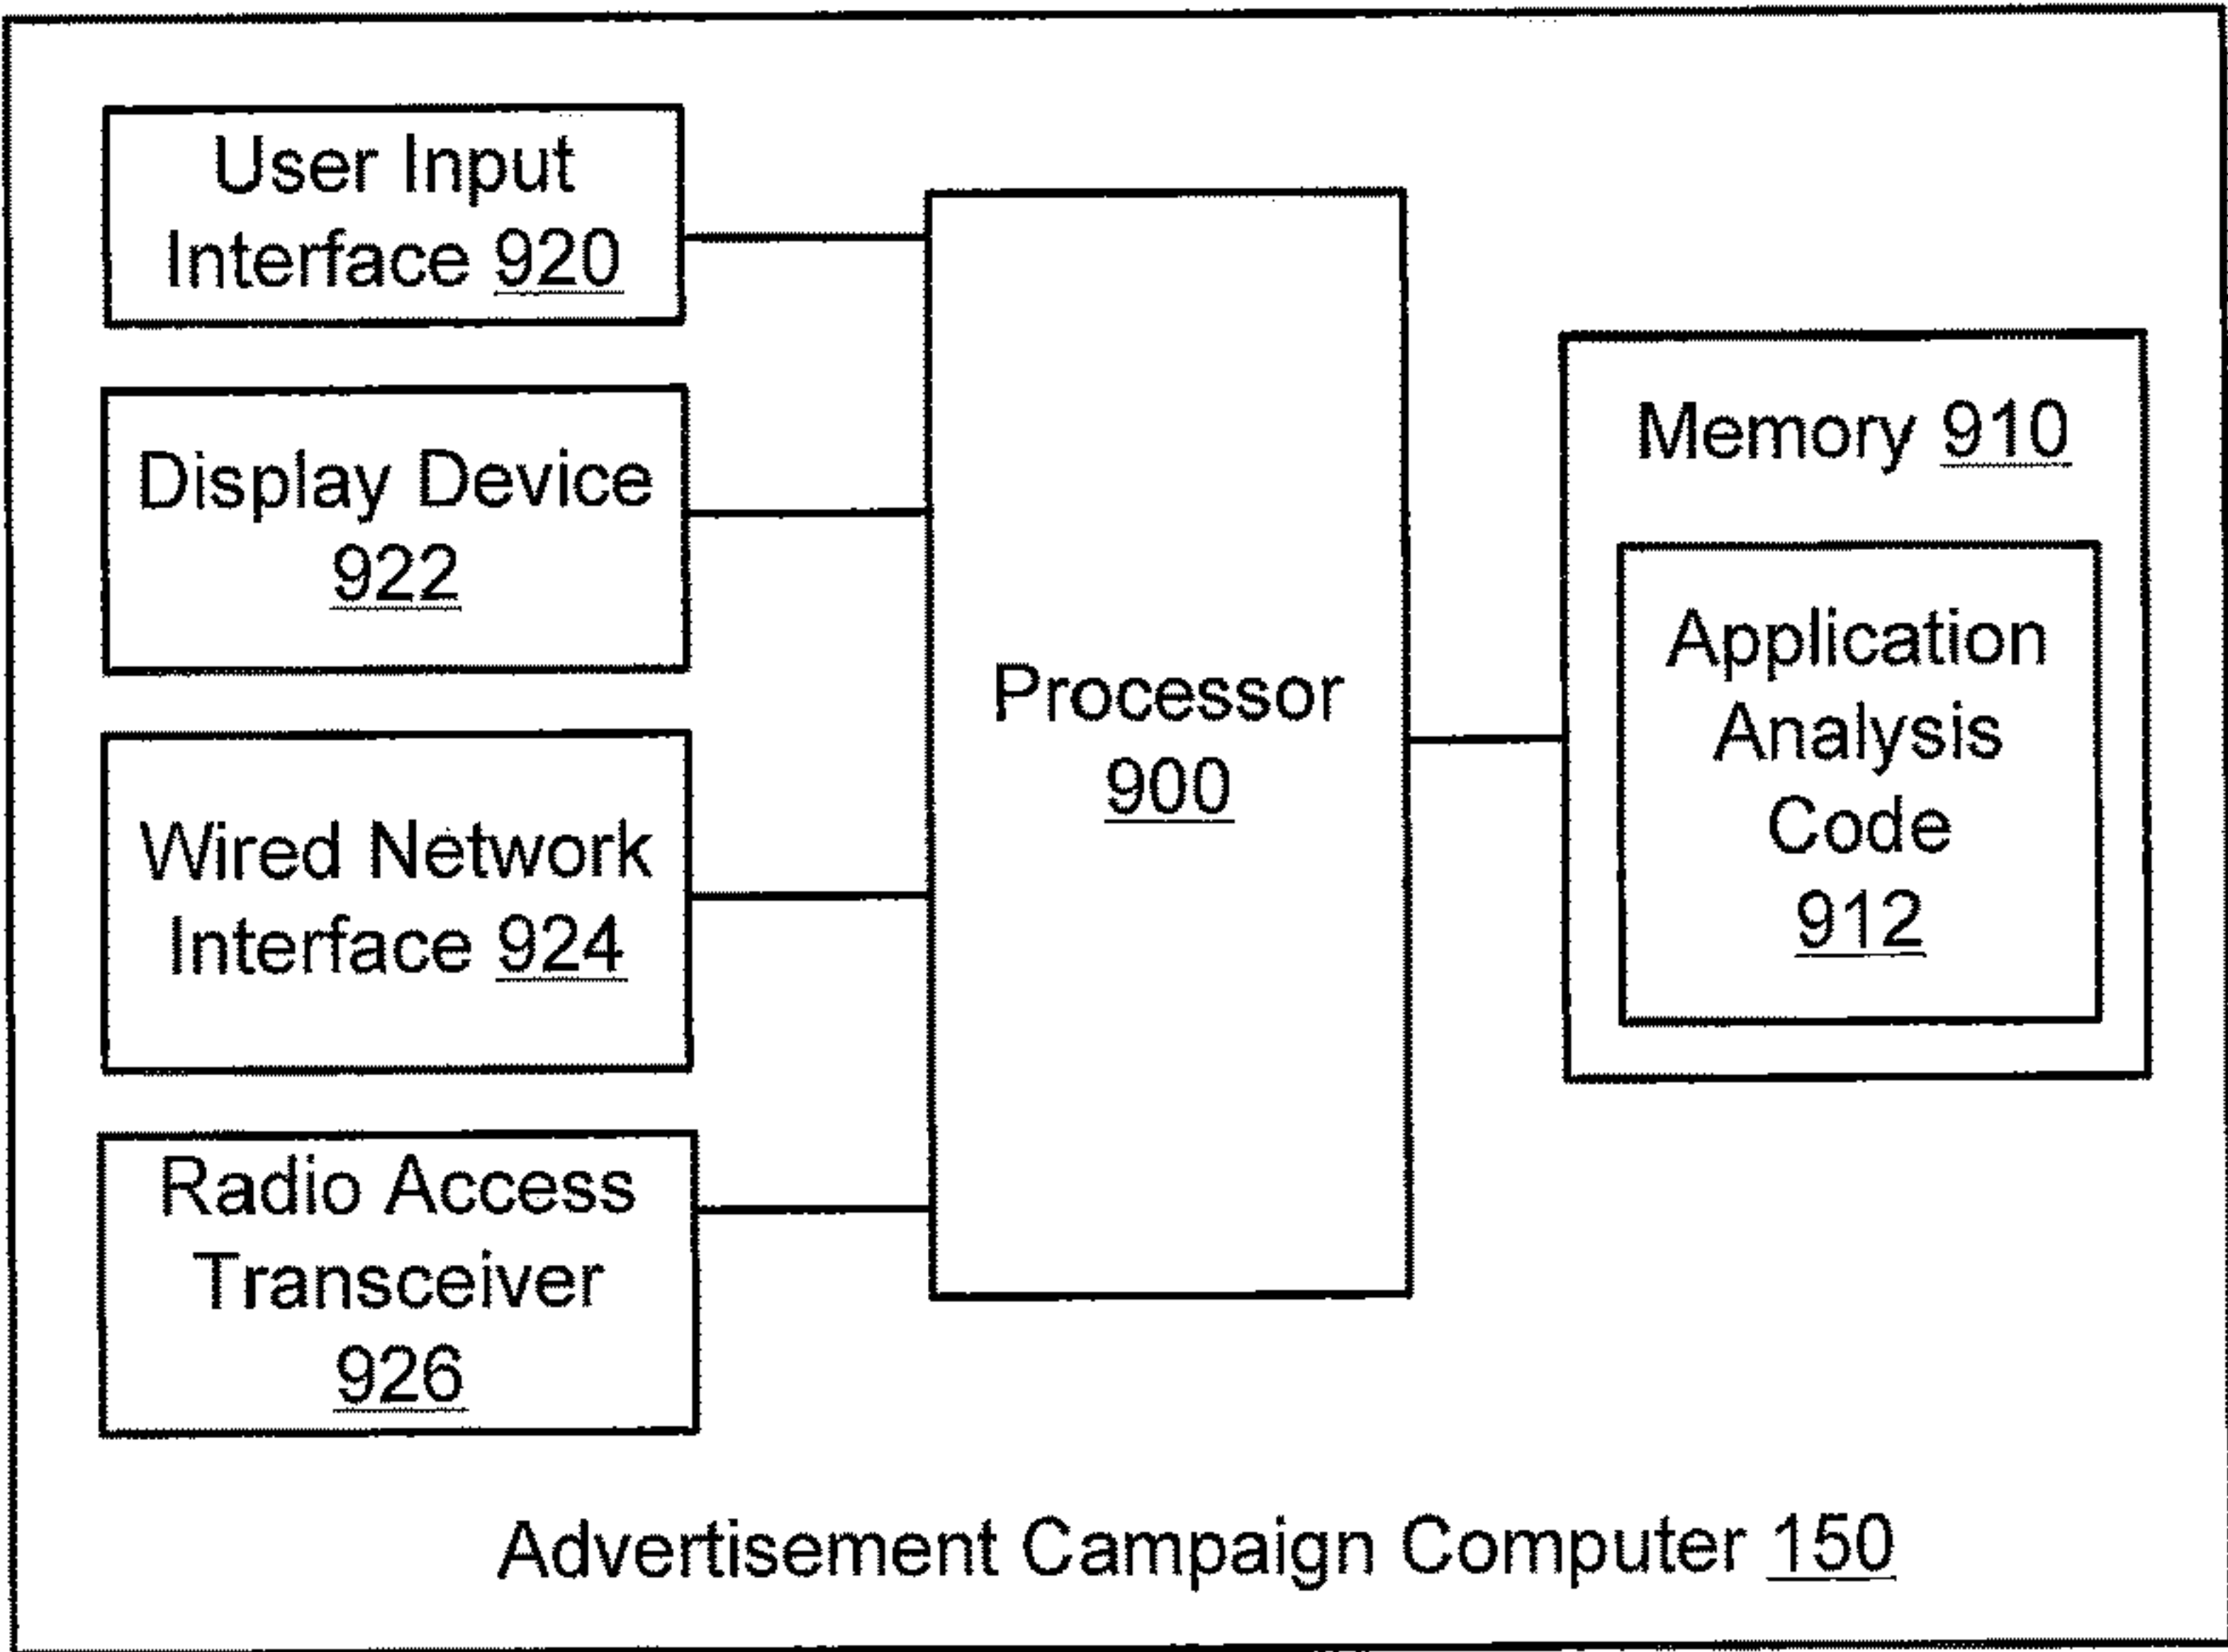 User Input
Interface 920
Display Device
922
Wired Network
Interface 924
Radio Access
Transceiver
926
Processor
900
Memory 910
Application
Analysis
Code
912
Advertisement Campaign Computer 150